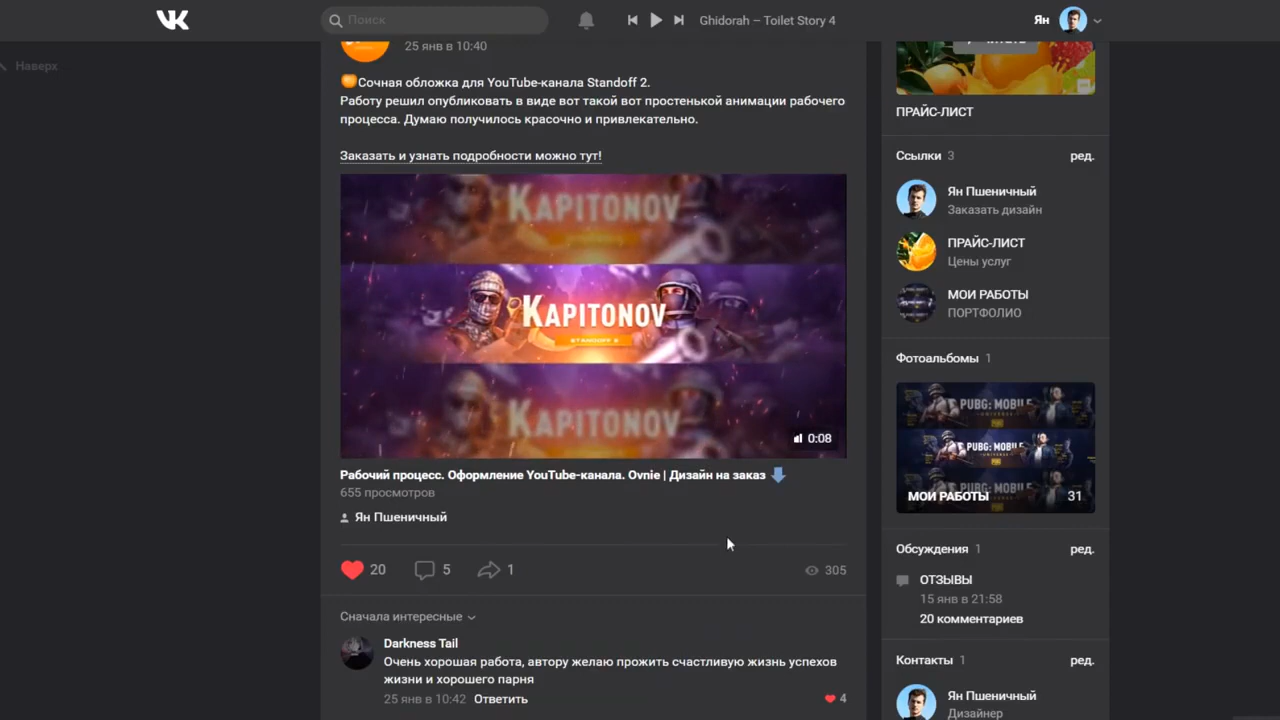 Поиск
Ghidorah – Toilet Story 4
Ян
Наверх
25 янв в 10:40
Сочная обложка для YouTube-канала Standoff 2.
Работу решил опубликовать в виде вот такой вот простенькой анимации рабочего
процесса. Думаю получилось красочно и привлекательно.
Заказать и узнать подробности можно тут!
KAPITONOV
KAPITONOV
STANDOFF 2
KAPITONOV
0:08
Рабочий процесс. Оформление YouTube-канала. Ovnie | Дизайн на заказ
655 просмотров
Ян Пшеничный
20
5
1
305
Сначала интересные
Darkness Tail
Очень хорошая работа, автору желаю прожить счастливую жизнь успехов
жизни и хорошего парня
25 янв в 10:42 Ответить
4
ПРАЙС-ЛИСТ
Ссылки 3
ред.
Ян Пшеничный
Заказать дизайн
ПРАЙС-ЛИСТ
Цены услуг
МОИ РАБОТЫ
ПОРТФОЛИО
Фотоальбомы 1
PUBG: MOBILE
PUBG: MOBILE
UNIVERSE
МОИ РАБОТЫ
31
Обсуждения 1
ред.
ОТЗЫВЫ
15 янв в 21:58
20 комментариев
Контакты 1
ред.
Ян Пшеничный
Дизайнер